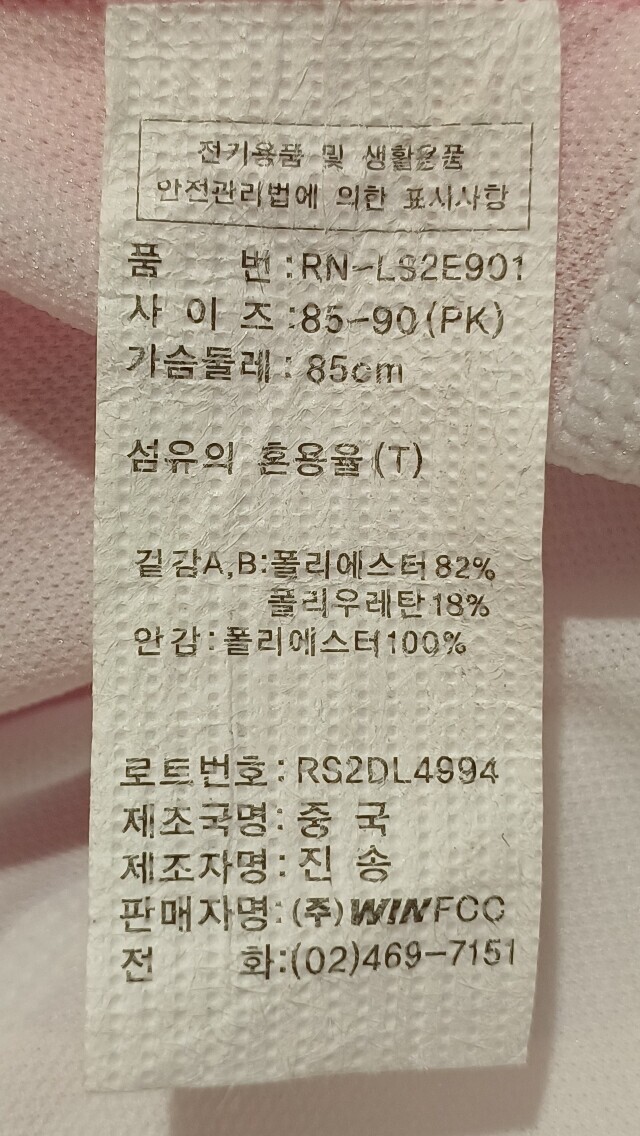 전기용품 및 생활용품
안전관리법에 의한 표시사항
품 번:RN-LS2E901
사 이 즈:85-90(PK)
가슴둘레: 85cm
섬유의 혼용율(T)
겉감A,B:폴리에스터82%
폴리우레탄18%
안감:폴리에스터100%
로트번호:RS2DL4994
제조국명:중 국
제조자명:진 송
판매자명:(주)WINFCC
전 화:(02)469-7151